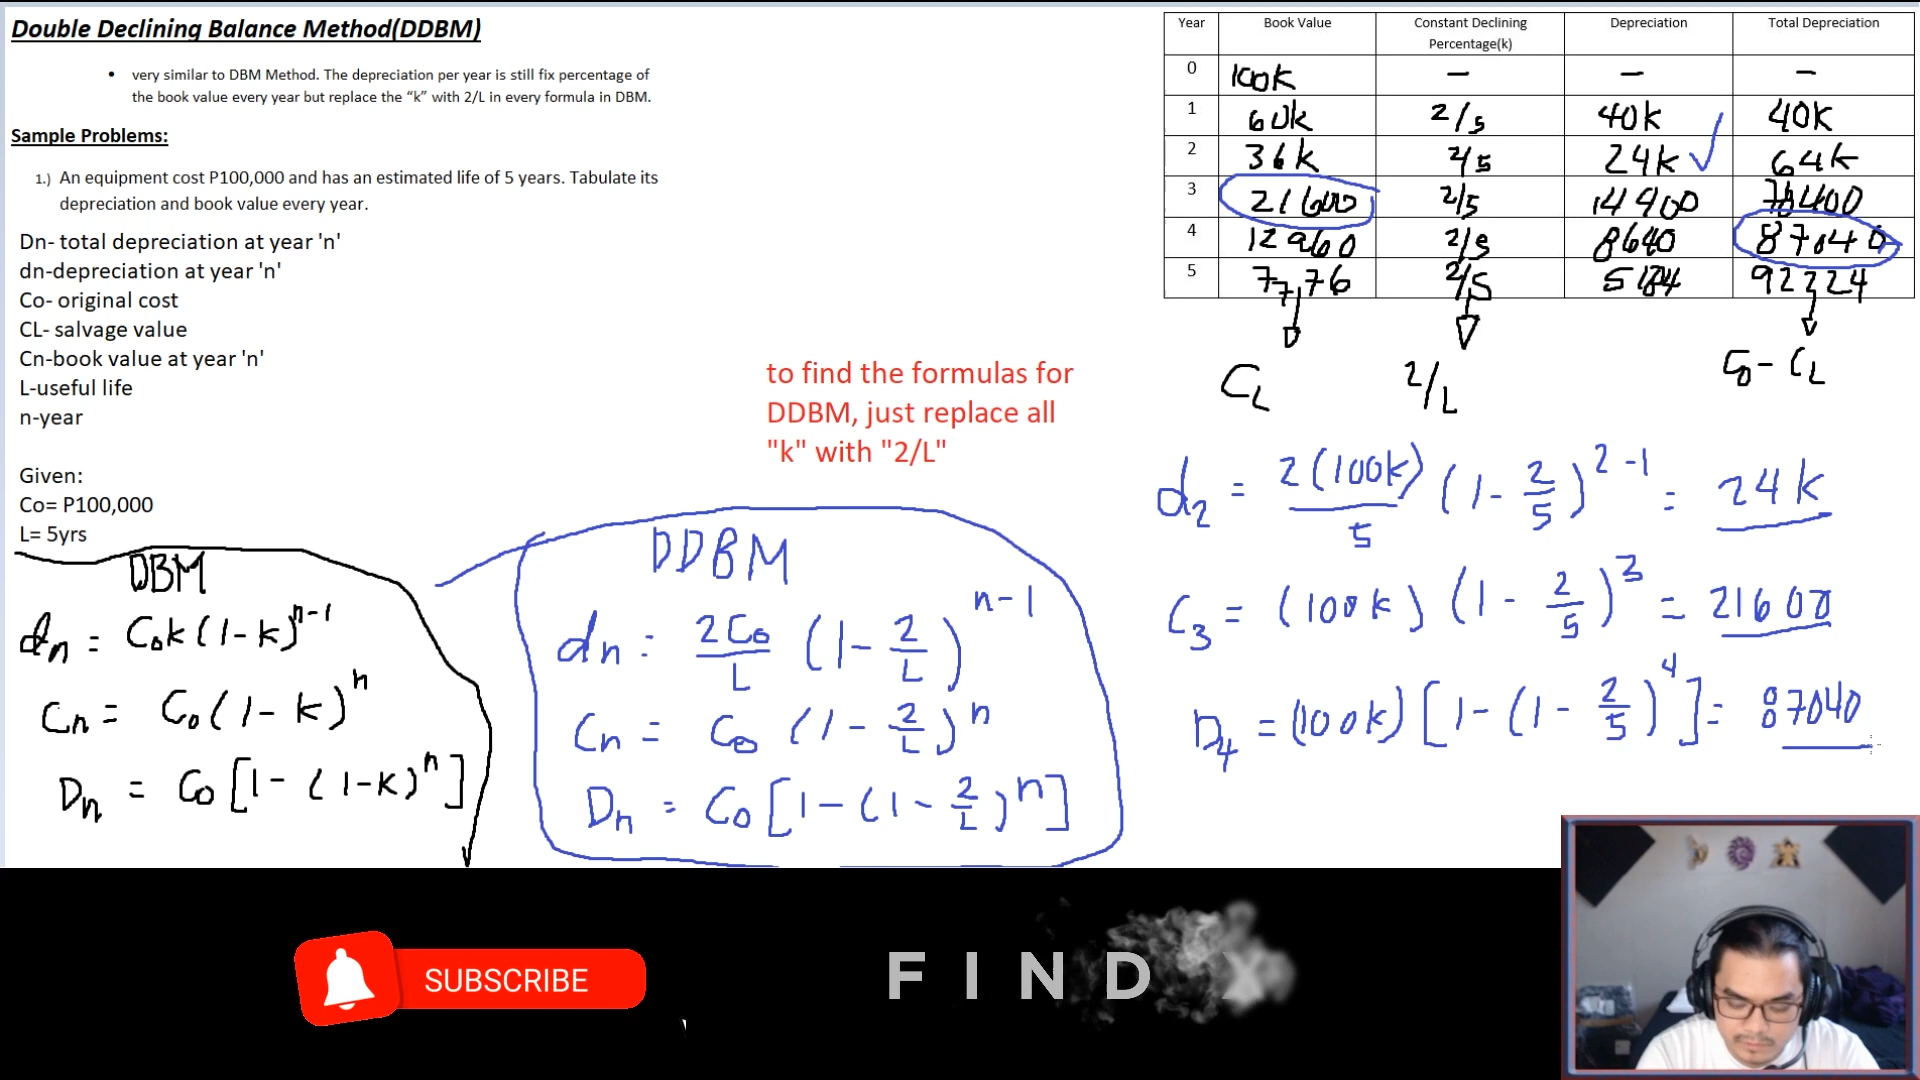 Double Declining Balance Method(DDBM)
• very similar to DBM Method. The depreciation per year is still fix percentage of
the book value every year but replace the “k” with 2/L in every formula in DBM.
Sample Problems:
1.) An equipment cost P100,000 and has an estimated life of 5 years. Tabulate its
depreciation and book value every year.
Dn- total depreciation at year 'n'
dn-depreciation at year 'n'
Co- original cost
CL- salvage value
Cn-book value at year 'n'
L-useful life
n-year
Given:
Co= P100,000
L= 5yrs
DBM
dn = Cok(1-k)^n-1
Cn = Co(1-k)^n
Dn = Co[1-(1-k)^n]
to find the formulas for
DDBM, just replace all
"k" with "2/L"
DDBM
dn = 2Co/L (1-2/L)^n-1
Cn = Co (1-2/L)^n
Dn = Co[1-(1-2/L)^n]
Year Book Value Constant Declining Percentage(k) Depreciation Total Depreciation
0 100k - - -
1 60k 2/5 40k 40k
2 36k 2/5 24k ✓ 64k
3 21600 2/5 14400 78400
4 12960 2/5 8640 87040
5 7776 2/5 5184 92224
CL 2/L Co-CL
d2 = 2(100k)/5 (1-2/5)^2-1 = 24k
C3 = (100k)(1-2/5)^3 = 21600
D4 = (100k)[1-(1-2/5)^4] = 87040
SUBSCRIBE
FIND X